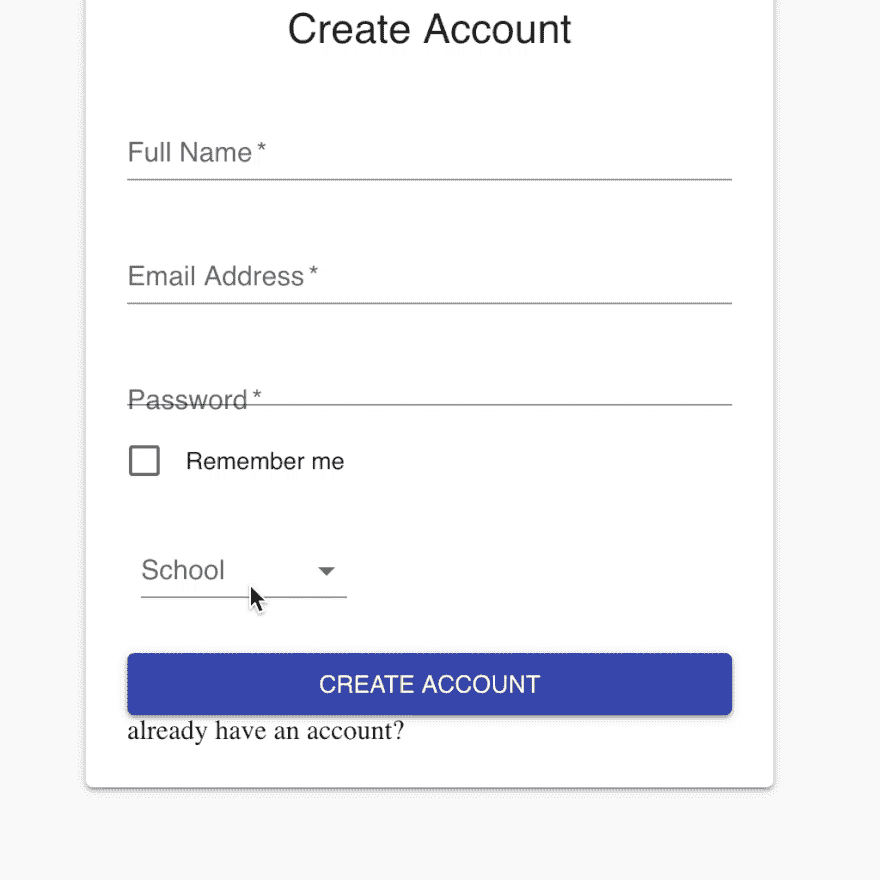 Create Account
Full Name *
Email Address *
Password *
Remember me
School
CREATE ACCOUNT
already have an account?